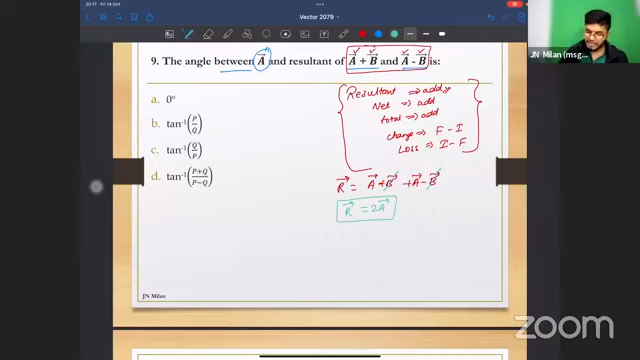 20:17 Fri 14 Oct
Vector 2079
9. The angle between A⃗ and resultant of A⃗ + B⃗ and A⃗ - B⃗ is:
a. 0°
b. tan⁻¹(P/Q)
c. tan⁻¹(Q/P)
d. tan⁻¹(P+Q/P−Q)
Resultant ⇒ add
Net ⇒ add
total ⇒ add
change ⇒ F - I
Loss ⇒ I - F
R⃗ = A⃗ + B⃗ + A⃗ - B⃗
R⃗ = 2A⃗
JN Milan
JN Milan (msg...
zoom